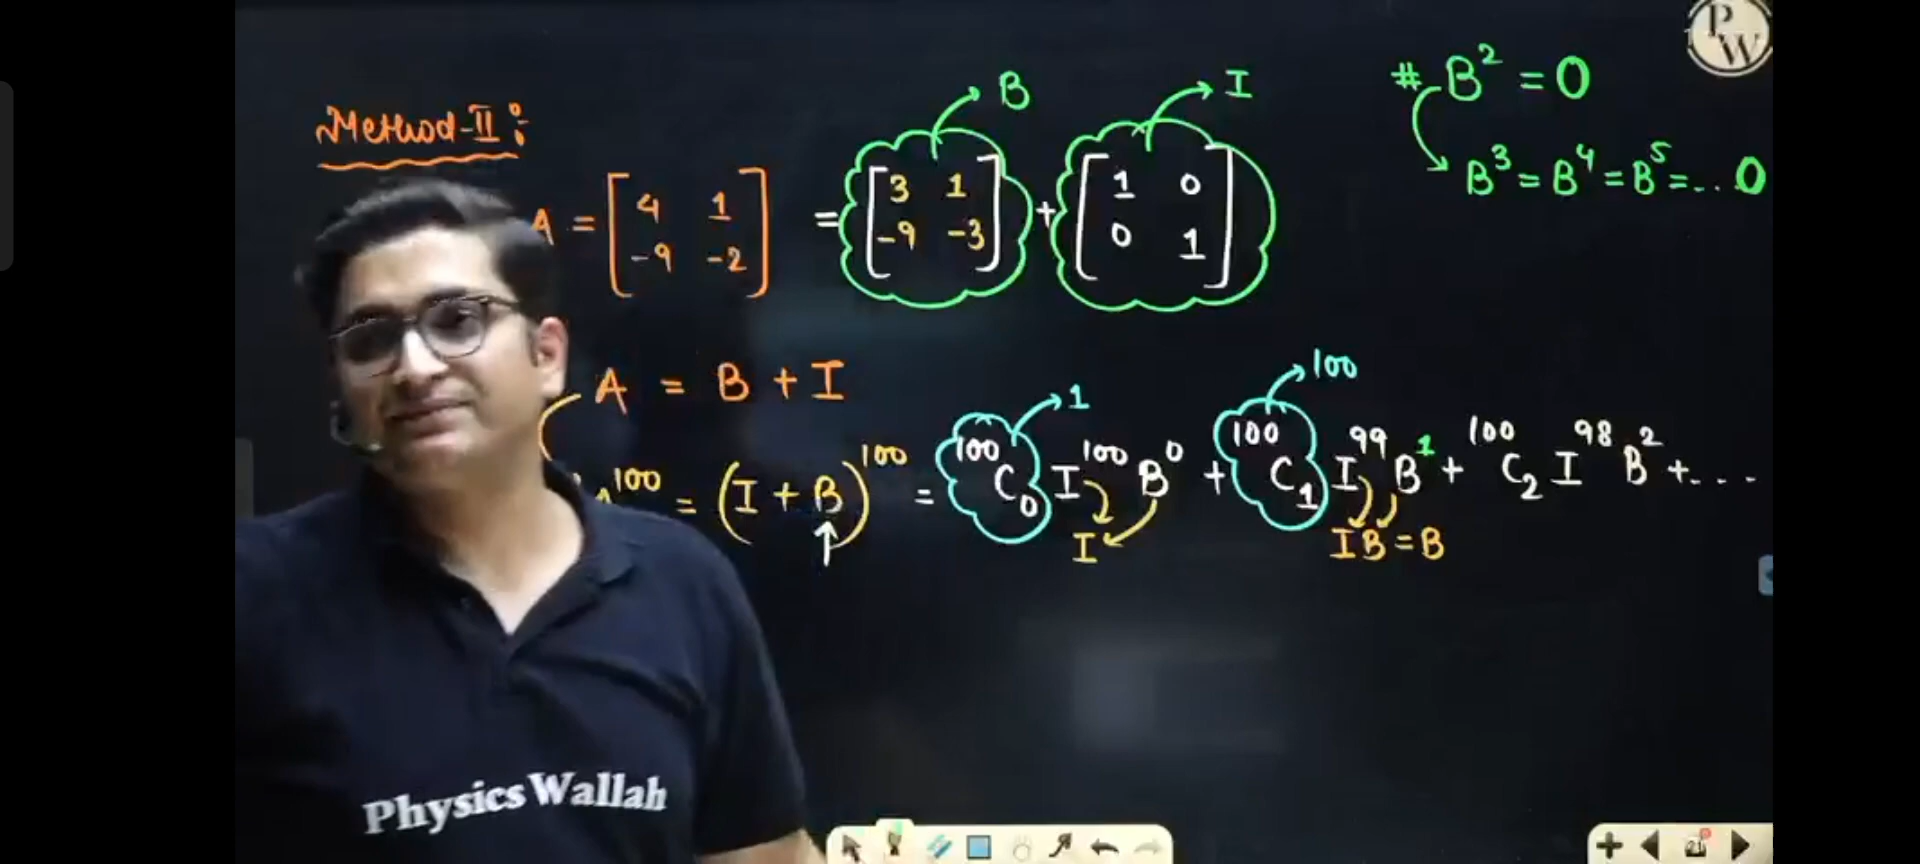 PW
# B² = 0
B³ = B⁴ = B⁵ = ... 0
Method-II :
B
I
A = [4 1; -9 -2] = [3 1; -9 -3] + [1 0; 0 1]
A = B + I
1
100
¹⁰⁰ = (I + B)¹⁰⁰ = ¹⁰⁰C₀ I¹⁰⁰ B⁰ + ¹⁰⁰C₁ I⁹⁹ B¹ + ¹⁰⁰C₂ I⁹⁸ B² + ....
I
IB = B
Physics Wallah